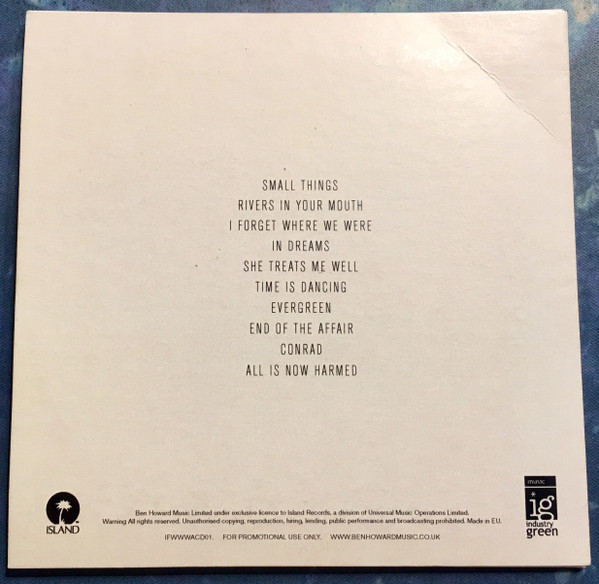 SMALL THINGS
RIVERS IN YOUR MOUTH
I FORGET WHERE WE WERE
IN DREAMS
SHE TREATS ME WELL
TIME IS DANCING
EVERGREEN
END OF THE AFFAIR
CONRAD
ALL IS NOW HARMED
ISLAND
music
ig
industry
green
Ben Howard Music Limited under exclusive licence to Island Records, a division of Universal Music Operations Limited.
Warning All rights reserved. Unauthorised copying, reproduction, hiring, lending, public performance and broadcasting prohibited. Made in EU.
IFWWWACD01. FOR PROMOTIONAL USE ONLY. WWW.BENHOWARDMUSIC.CO.UK